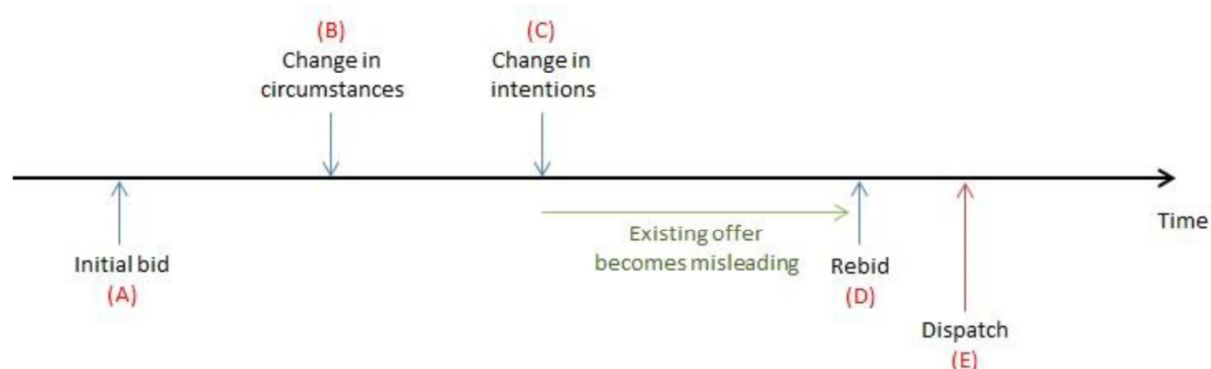 (B)
Change in
circumstances
(C)
Change in
intentions
Time
Initial bid
(A)
Existing offer
becomes misleading
Rebid
(D)
Dispatch
(E)